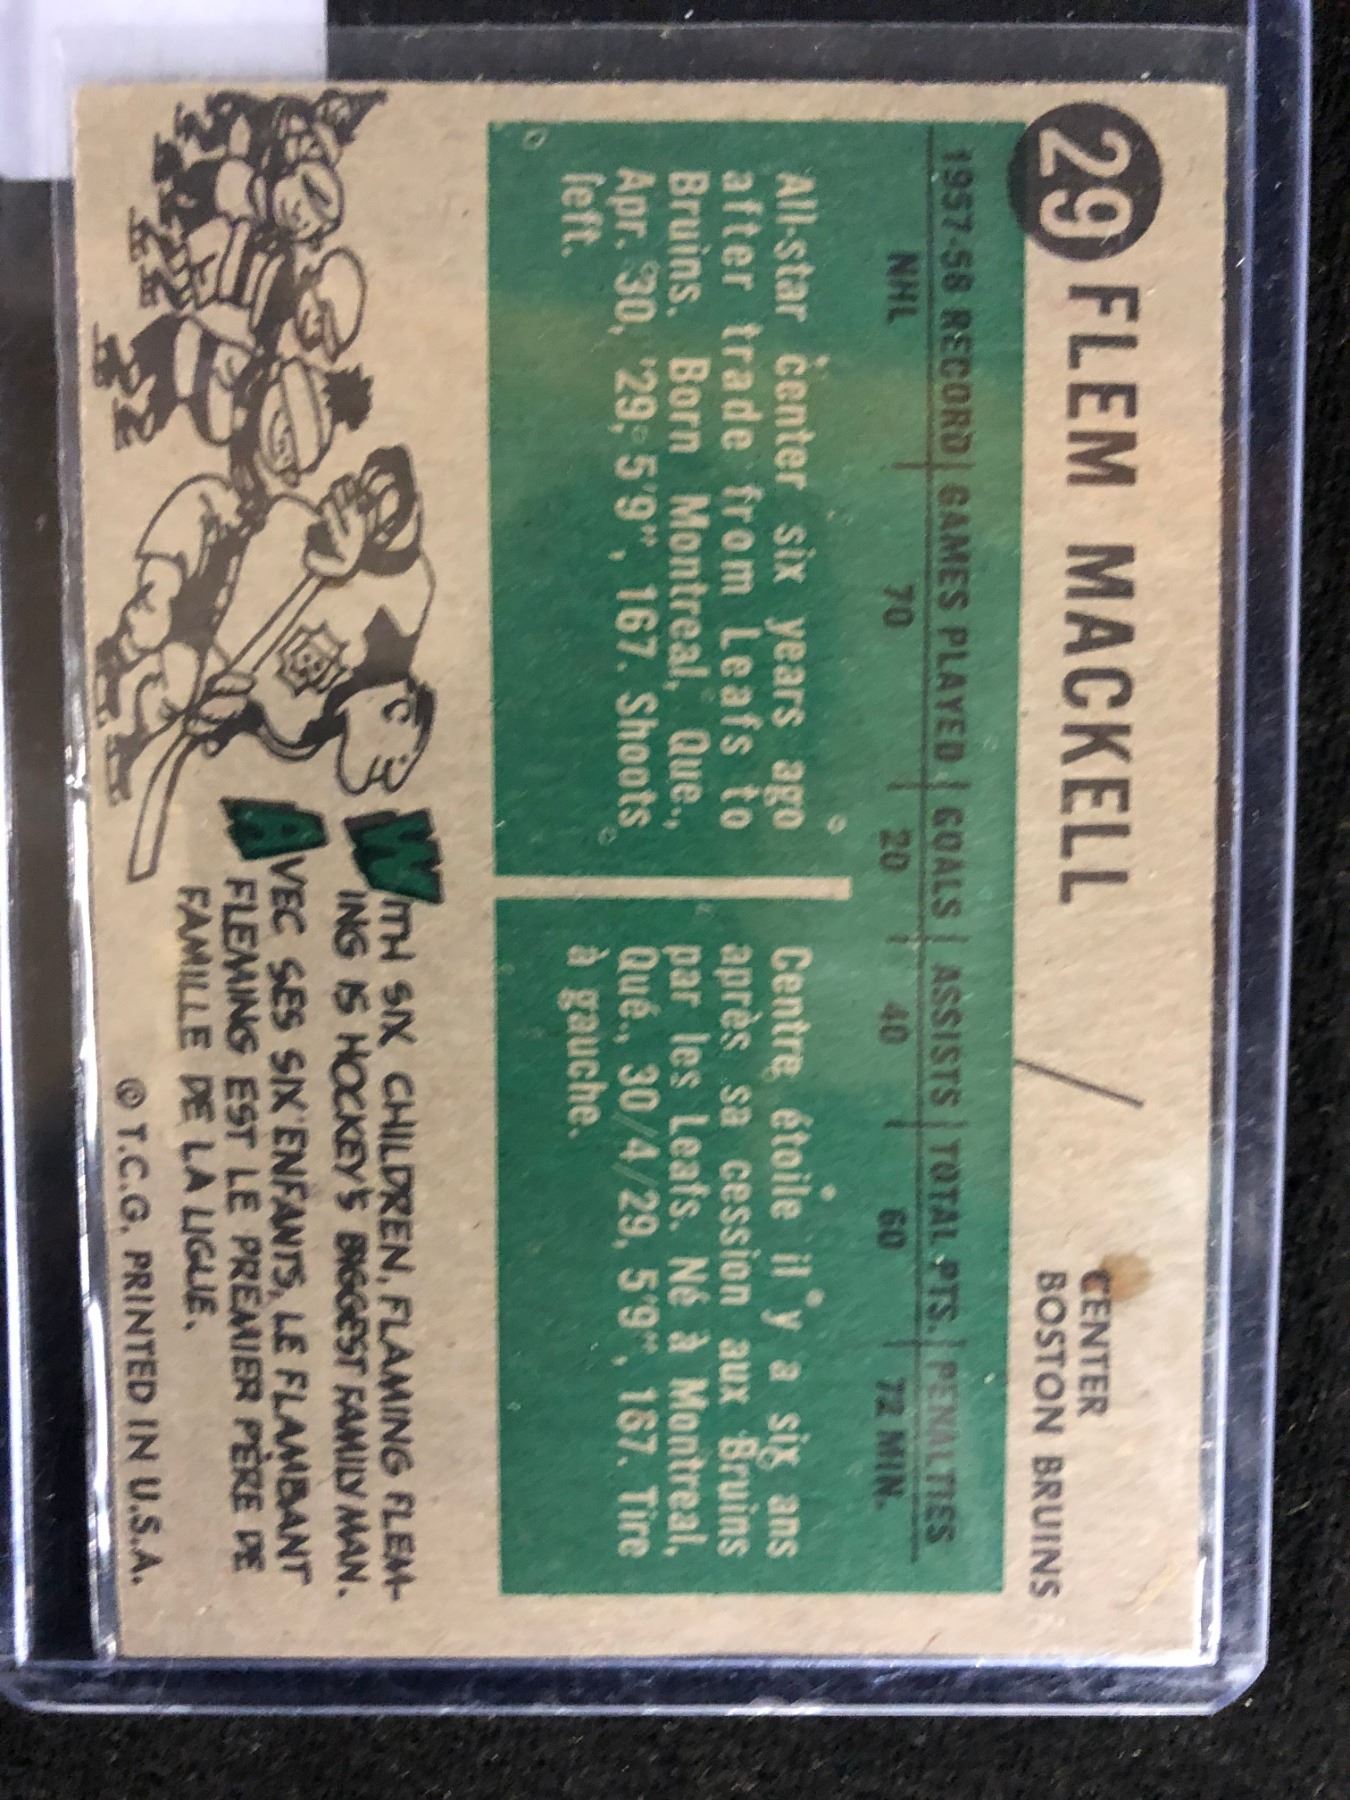 29 FLEM MACKELL
CENTER
BOSTON BRUINS
1957-58 RECORD | GAMES PLAYED | GOALS | ASSISTS | TOTAL PTS. | PENALTIES
NHL 70 20 40 60 72 MIN.
All-star center six years ago
after trade from Leafs to
Bruins. Born Montreal, Que.,
Apr. 30, '29, 5'9", 167. Shoots
left.
Centre étoile il y a six ans
après sa cession aux Bruins
par les Leafs. Né à Montreal,
Qué., 30/4/29, 5'9", 167. Tire
à gauche.
WITH SIX CHILDREN, FLAMING FLEM-
ING IS HOCKEY'S BIGGEST FAMILY MAN.
AVEC SES SIX ENFANTS, LE FLAMBANT
FLEMING EST LE PREMIER PÈRE DE
FAMILLE DE LA LIGUE.
© T.C.G. PRINTED IN U.S.A.